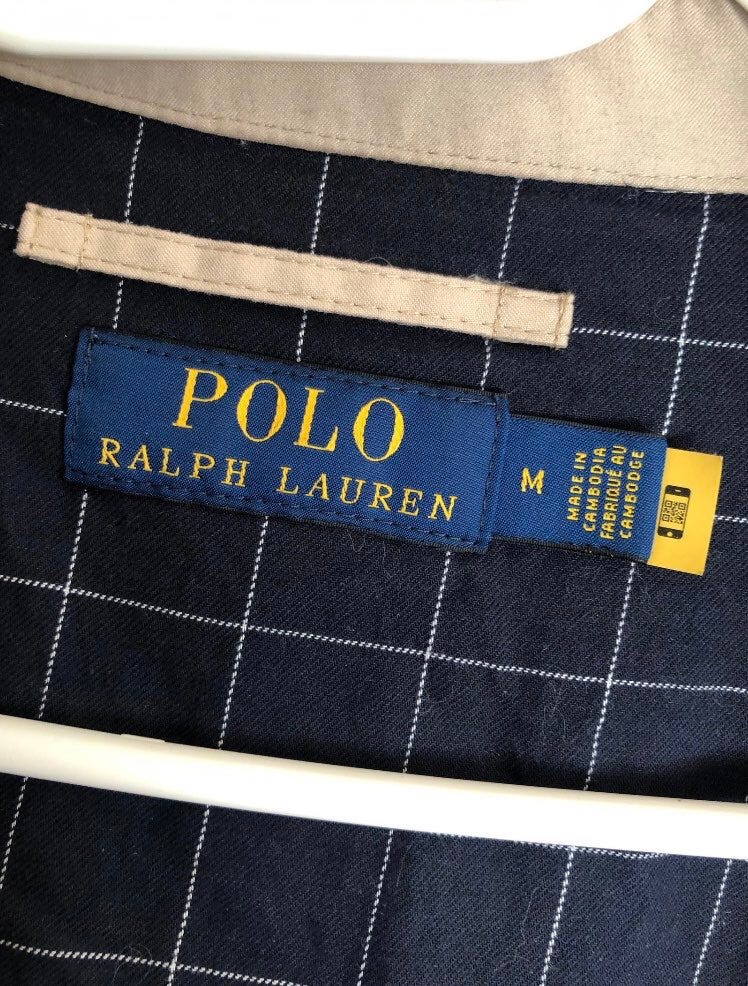 POLO
RALPH LAUREN
M
MADE IN
CAMBODIA
FABRIQUÉ AU
CAMBODGE